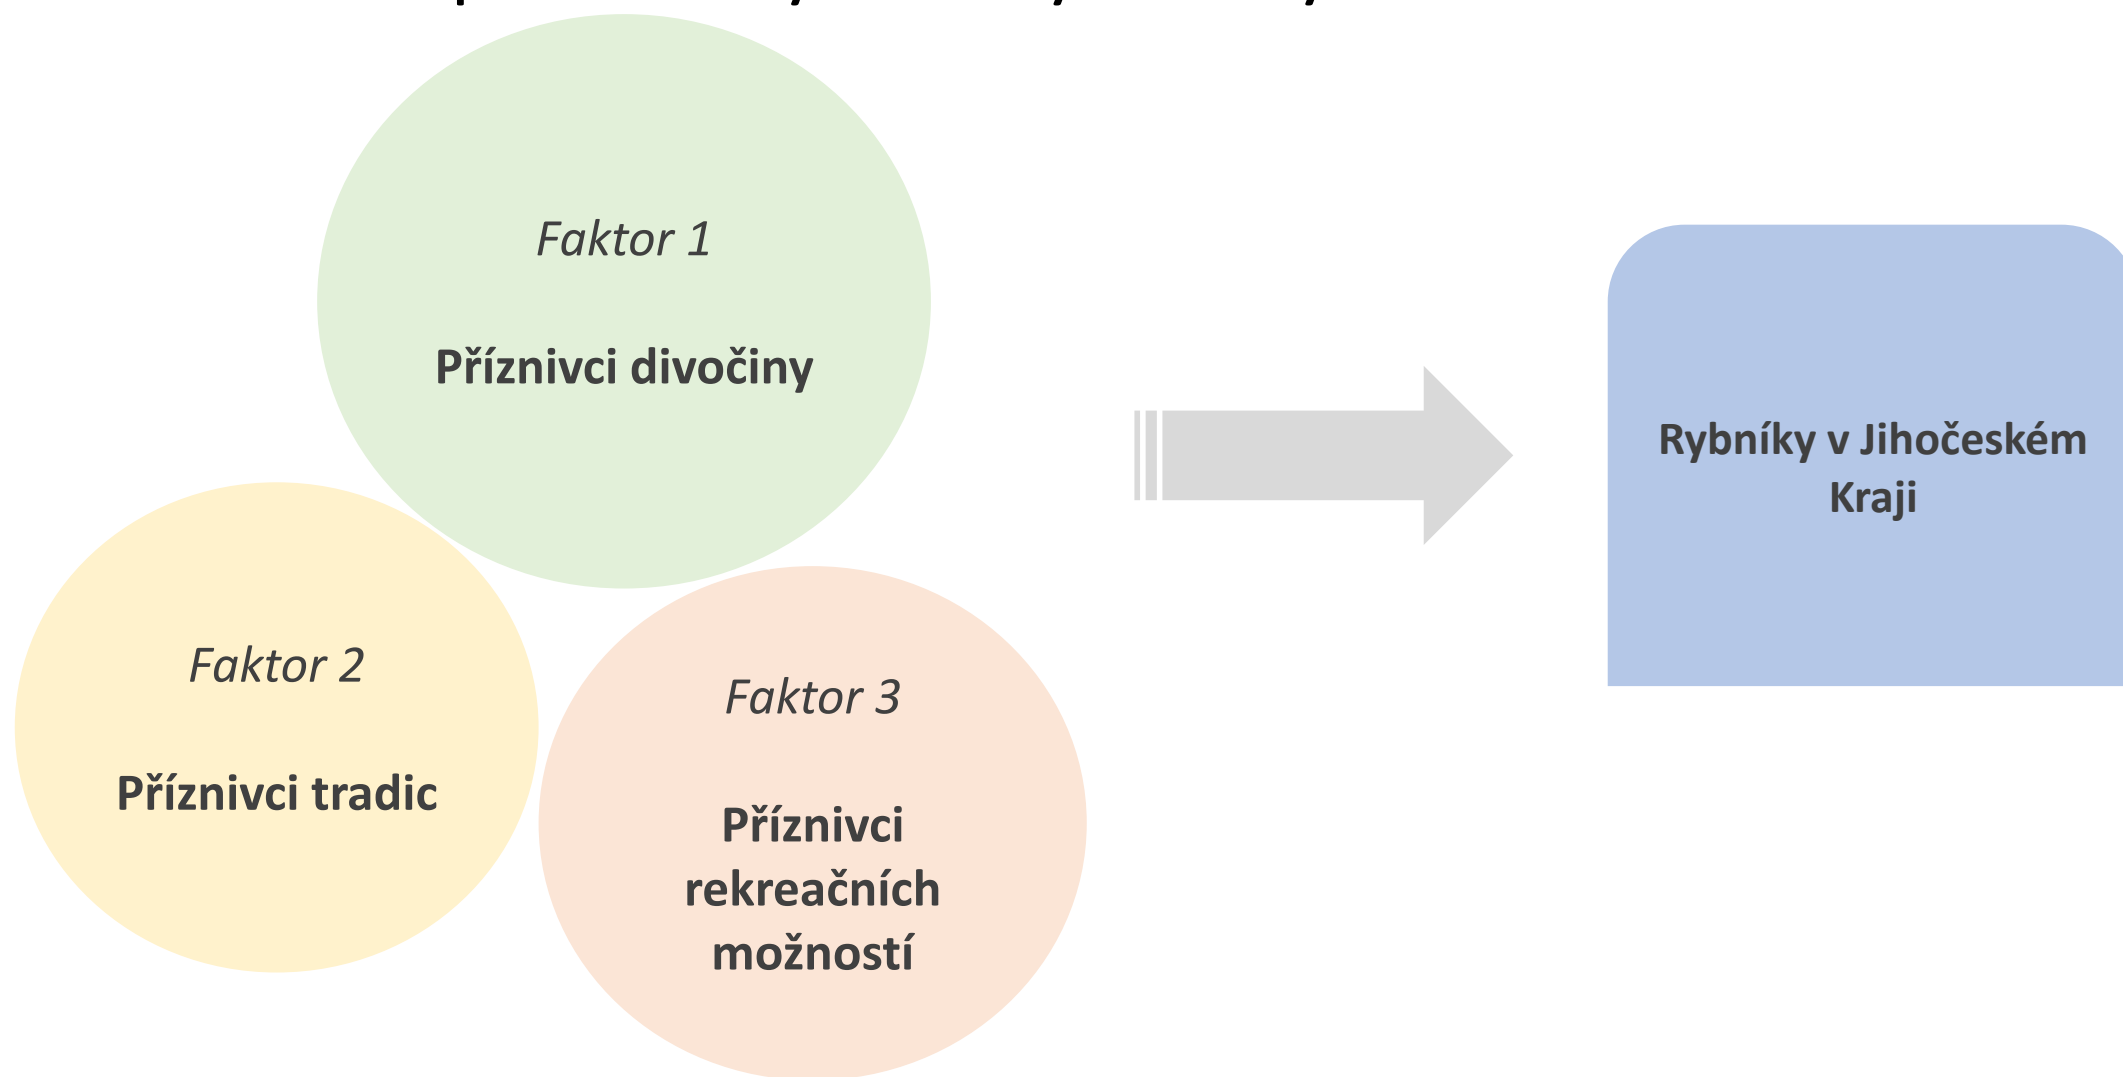 Faktor 1
Příznivci divočiny
Faktor 2
Příznivci tradic
Faktor 3
Příznivci
rekreačních
možností
Rybníky v Jihočeském
Kraji